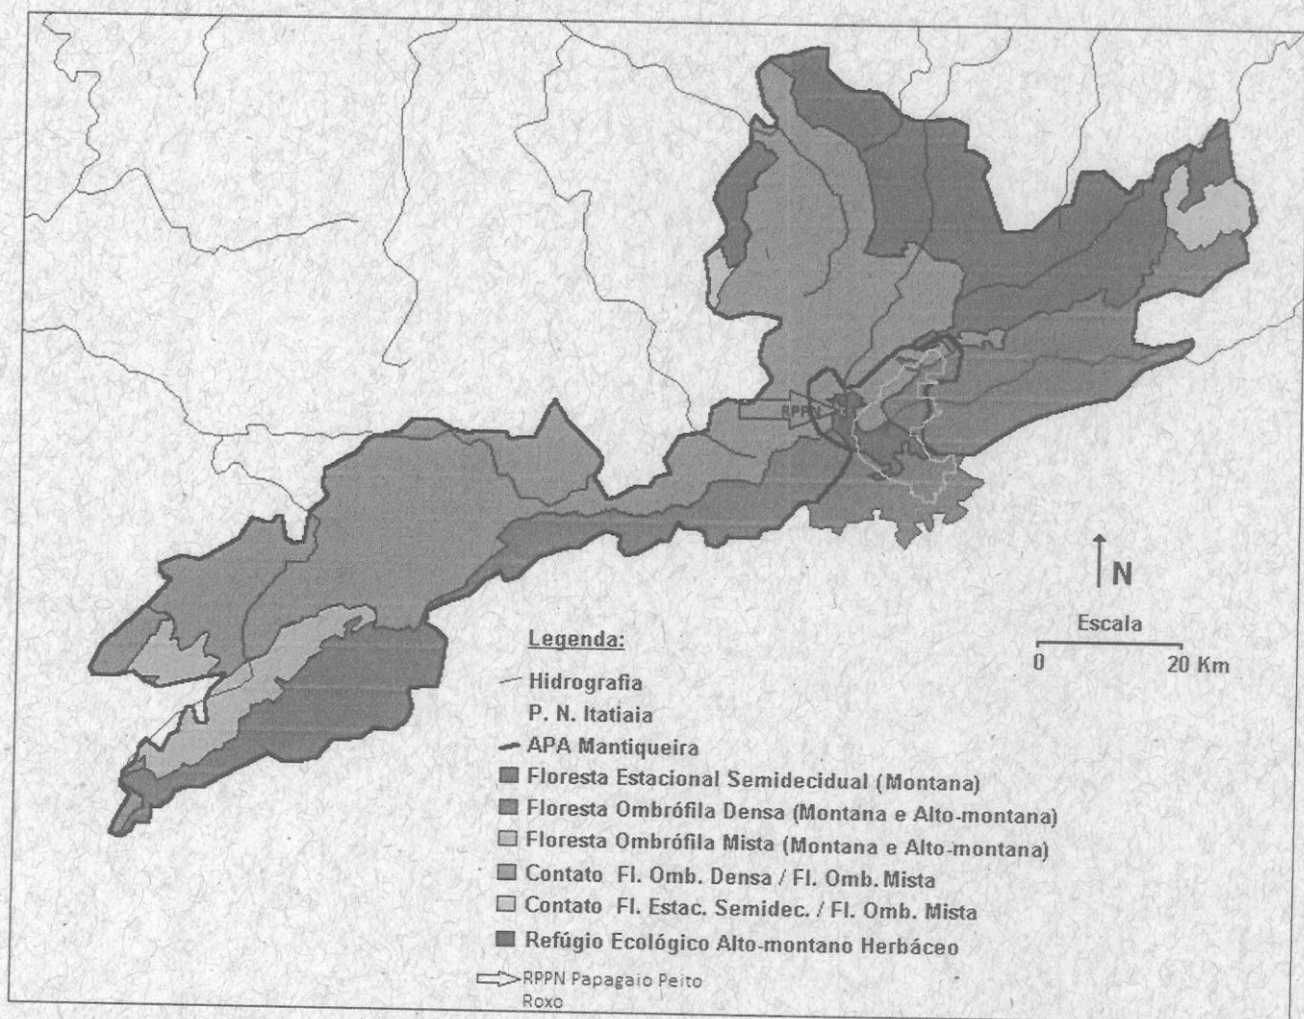 RPPN
N
Escala
0 20 Km
Legenda:
Hidrografia
P. N. Itatiaia
APA Mantiqueira
Floresta Estacional Semidecidual (Montana)
Floresta Ombrófila Densa (Montana e Alto-montana)
Floresta Ombrófila Mista (Montana e Alto-montana)
Contato Fl. Omb. Densa / Fl. Omb. Mista
Contato Fl. Estac. Semidec. / Fl. Omb. Mista
Refúgio Ecológico Alto-montano Herbáceo
RPPN Papagaio Peito
Roxo